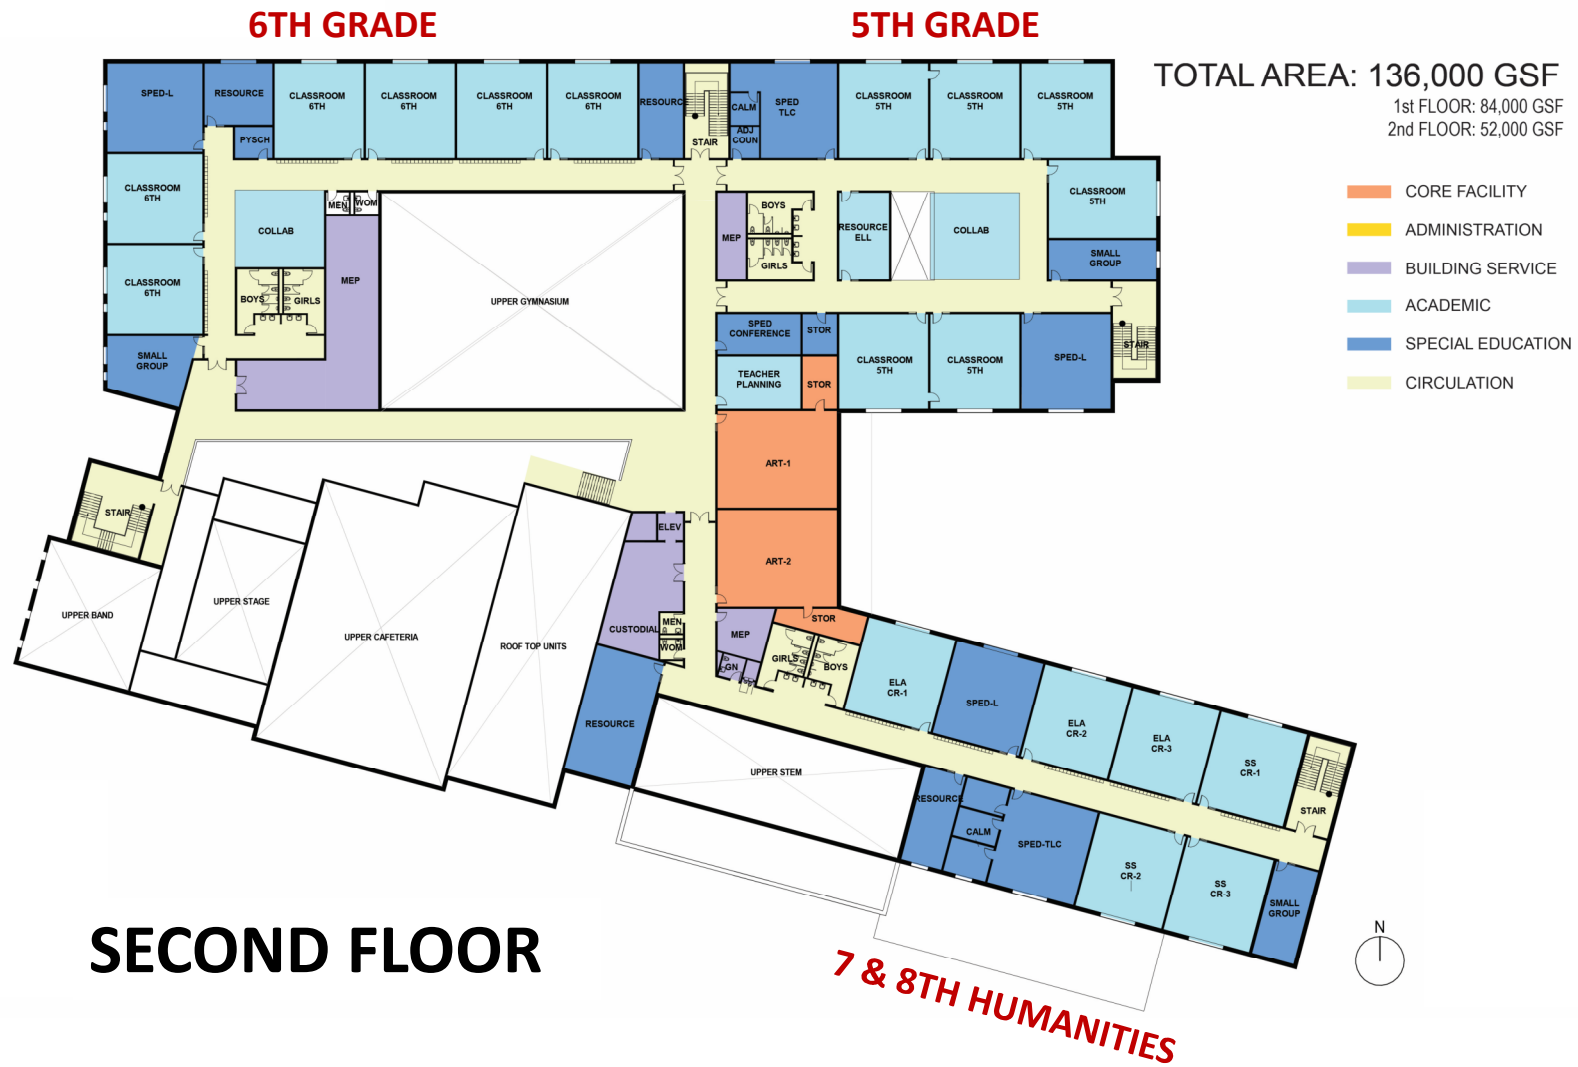 6TH GRADE
5TH GRADE
TOTAL AREA: 136,000 GSF
1st FLOOR: 84,000 GSF
2nd FLOOR: 52,000 GSF
CORE FACILITY
ADMINISTRATION
BUILDING SERVICE
ACADEMIC
SPECIAL EDUCATION
CIRCULATION
SPED-L
RESOURCE
PYSCH
CLASSROOM
6TH
CLASSROOM
6TH
CLASSROOM
6TH
CLASSROOM
6TH
RESOURCE
STAIR
CALM
ADJ
COUN
SPED
TLC
CLASSROOM
5TH
CLASSROOM
5TH
CLASSROOM
5TH
CLASSROOM
6TH
COLLAB
MEN
WOM
CLASSROOM
6TH
BOYS
GIRLS
MEP
SMALL
GROUP
UPPER GYMNASIUM
MEP
BOYS
GIRLS
RESOURCE
ELL
COLLAB
CLASSROOM
5TH
SMALL
GROUP
STAIR
SPED
CONFERENCE
STOR
TEACHER
PLANNING
STOR
CLASSROOM
5TH
CLASSROOM
5TH
SPED-L
ART-1
ART-2
STOR
STAIR
UPPER BAND
UPPER STAGE
UPPER CAFETERIA
ROOF TOP UNITS
ELEV
CUSTODIAL
MEN
WOM
MEP
GN
GIRLS
BOYS
RESOURCE
UPPER STEM
ELA
CR-1
SPED-L
ELA
CR-2
ELA
CR-3
SS
CR-1
STAIR
RESOURCE
CALM
SPED-TLC
SS
CR-2
SS
CR-3
SMALL
GROUP
SECOND FLOOR
7 & 8TH HUMANITIES
N